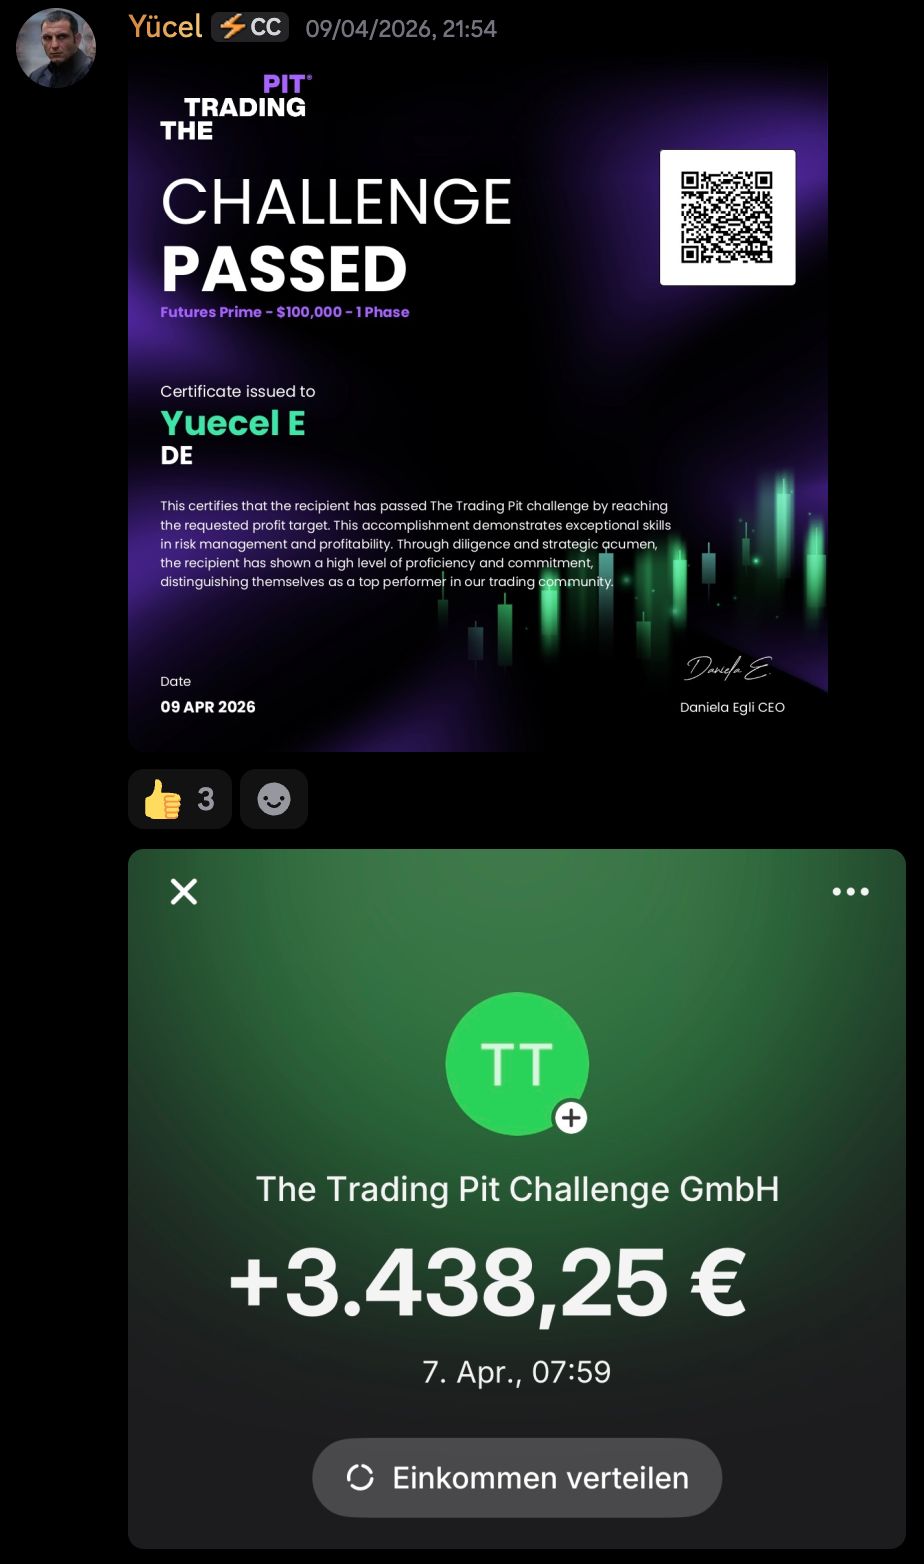 Yücel ⚡CC 09/04/2026, 21:54
PIT®
TRADING
THE
CHALLENGE
PASSED
Futures Prime - $100,000 - 1 Phase
Certificate issued to
Yuecel E
DE
This certifies that the recipient has passed The Trading Pit challenge by reaching
the requested profit target. This accomplishment demonstrates exceptional skills
in risk management and profitability. Through diligence and strategic acumen,
the recipient has shown a high level of proficiency and commitment,
distinguishing themselves as a top performer in our trading community.
Date
09 APR 2026
Daniela E.
Daniela Egli CEO
👍 3
TT
The Trading Pit Challenge GmbH
+3.438,25 €
7. Apr., 07:59
Einkommen verteilen